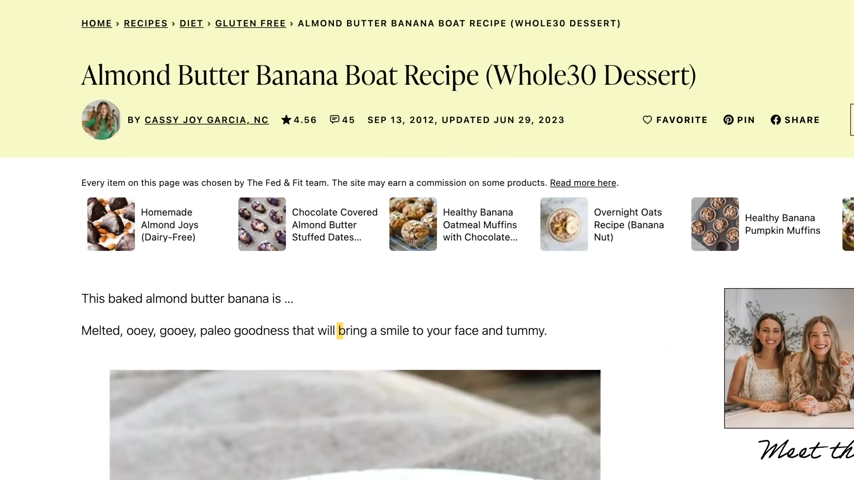 HOME › RECIPES › DIET › GLUTEN FREE › ALMOND BUTTER BANANA BOAT RECIPE (WHOLE30 DESSERT)
Almond Butter Banana Boat Recipe (Whole30 Dessert)
BY CASSY JOY GARCIA, NC ★4.56 45 SEP 13, 2012, UPDATED JUN 29, 2023 FAVORITE PIN SHARE
Every item on this page was chosen by The Fed & Fit team. The site may earn a commission on some products. Read more here.
Homemade
Almond Joys
(Dairy-Free)
Chocolate Covered
Almond Butter
Stuffed Dates...
Healthy Banana
Oatmeal Muffins
with Chocolate...
Overnight Oats
Recipe (Banana
Nut)
Healthy Banana
Pumpkin Muffins
This baked almond butter banana is ...
Melted, ooey, gooey, paleo goodness that will bring a smile to your face and tummy.
Meet th